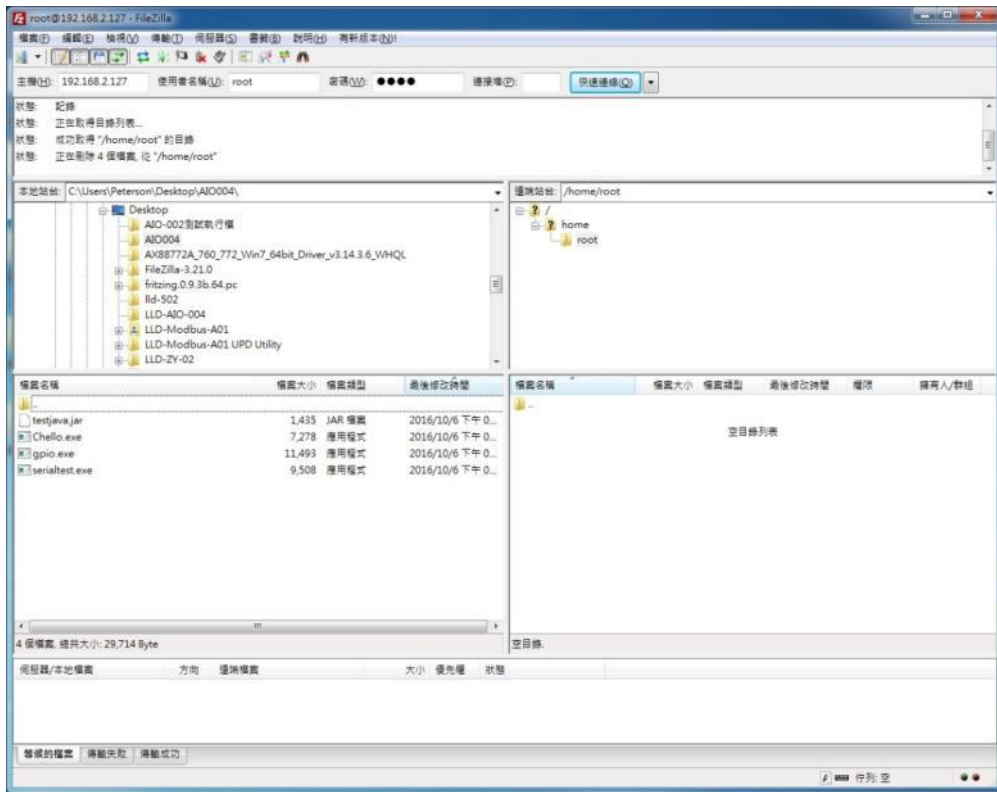 root@192.168.2.127 - FileZilla
檔案(F) 編輯(E) 檢視(V) 傳輸(T) 伺服器(S) 書籤(B) 說明(H) 有新版本(N)!
主機(H): 192.168.2.127 使用者名稱(U): root 密碼(W): ●●●● 連接埠(P): 快速連線(Q)
狀態: 記錄
狀態: 正在取得目錄列表...
狀態: 成功取得 "/home/root" 的目錄
狀態: 正在刪除 4 個檔案, 從 "/home/root"
本地站台: C:\Users\Peterson\Desktop\AIO004\
遠端站台: /home/root
Desktop
AIO-002測試執行檔
AIO004
AX88772A_760_772_Win7_64bit_Driver_v3.14.3.6_WHQL
FileZilla-3.21.0
fritzing.0.9.3b.64.pc
lld-502
LLD-AIO-004
LLD-Modbus-A01
LLD-Modbus-A01 UPD Utility
LLD-ZY-02
/
home
root
檔案名稱 檔案大小 檔案類型 最後修改時間
..
testjava.jar 1,435 JAR 檔案 2016/10/6 下午 0...
Chello.exe 7,278 應用程式 2016/10/6 下午 0...
gpio.exe 11,493 應用程式 2016/10/6 下午 0...
serialtest.exe 9,508 應用程式 2016/10/6 下午 0...
4 個檔案. 總共大小: 29,714 Byte
檔案名稱 檔案大小 檔案類型 最後修改時間 權限 擁有人/群組
..
空目錄列表
空目錄.
伺服器/本地檔案 方向 遠端檔案 大小 優先權 狀態
等候的檔案 傳輸失敗 傳輸成功
佇列: 空